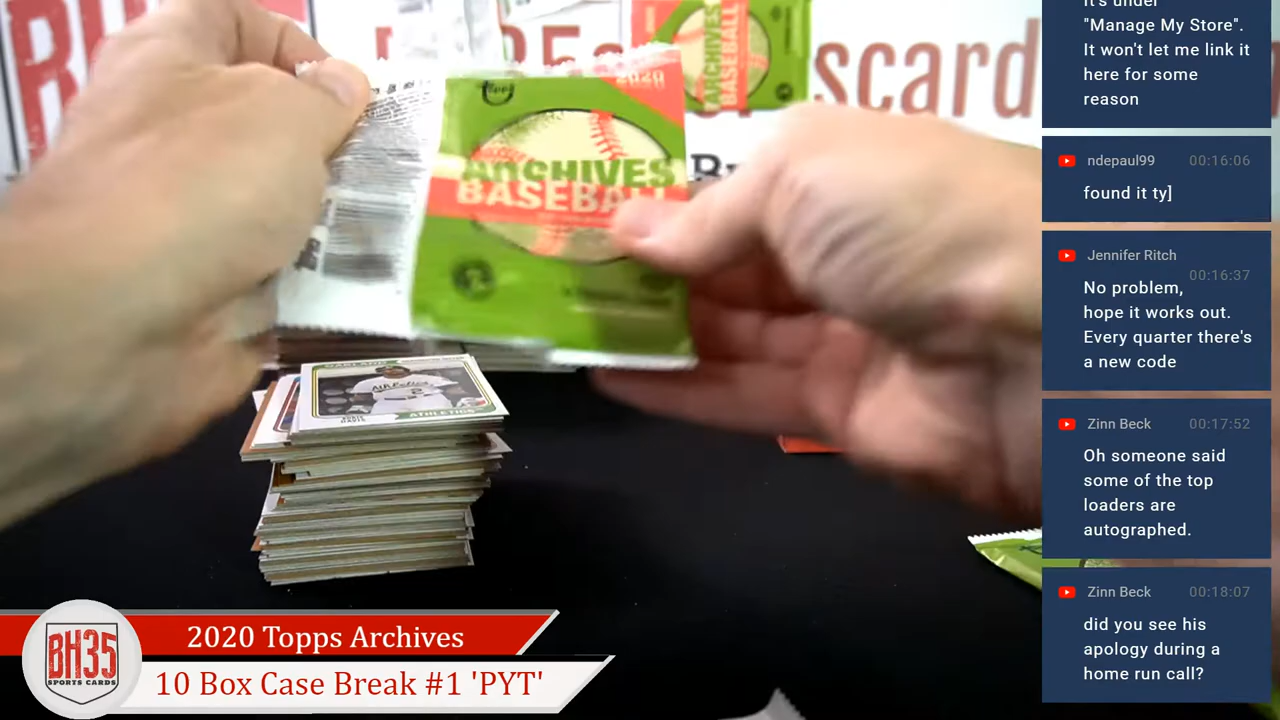 Topps
2020
ARCHIVES
BASEBALL
ARCHIVES
BASEBALL
scard
Br
ATHLETICS
2020 Topps Archives
10 Box Case Break #1 'PYT'
BH35
SPORTS CARDS
It's under
"Manage My Store".
It won't let me link it
here for some
reason
ndepaul99 00:16:06
found it ty]
Jennifer Ritch
00:16:37
No problem,
hope it works out.
Every quarter there's
a new code
Zinn Beck 00:17:52
Oh someone said
some of the top
loaders are
autographed.
Zinn Beck 00:18:07
did you see his
apology during a
home run call?